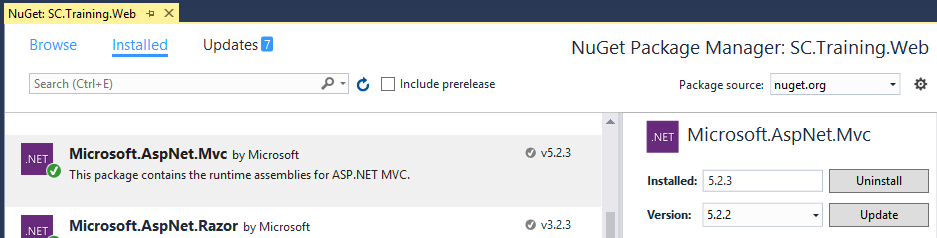 NuGet: SC.Training.Web
Browse Installed Updates 7
NuGet Package Manager: SC.Training.Web
Search (Ctrl+E) Include prerelease
Package source: nuget.org
.NET Microsoft.AspNet.Mvc by Microsoft v5.2.3
This package contains the runtime assemblies for ASP.NET MVC.
.NET Microsoft.AspNet.Razor by Microsoft v3.2.3
.NET Microsoft.AspNet.Mvc
Installed: 5.2.3 Uninstall
Version: 5.2.2 Update